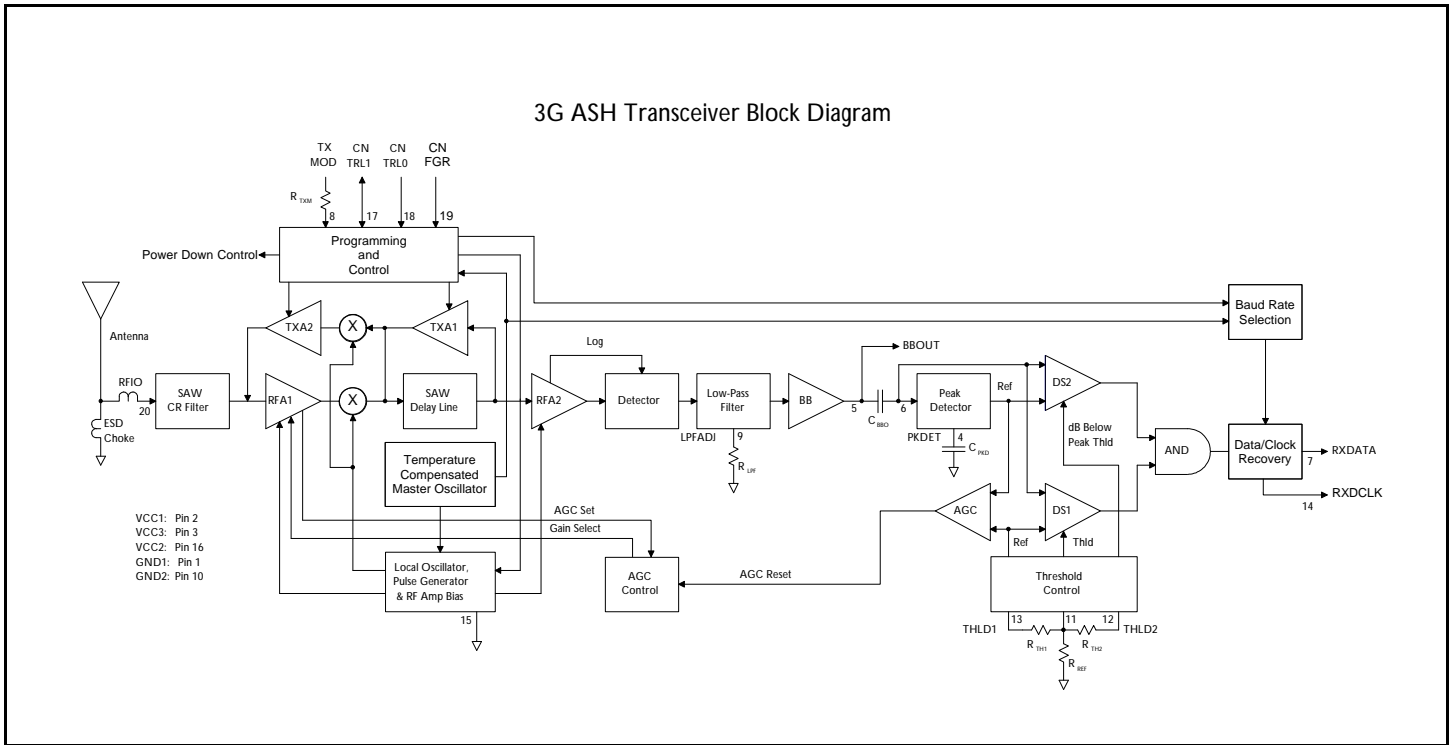 3G ASH Transceiver Block Diagram
TX
MOD
CN
TRL1
CN
TRL0
CN
FGR
R TXM
8
17
18
19
Programming
and
Control
Power Down Control
Antenna
RFIO
20
ESD
Choke
SAW
CR Filter
TXA2
X
TXA1
RFA1
X
SAW
Delay Line
Log
RFA2
Detector
Low-Pass
Filter
LPFADJ
9
R LPF
BB
BBOUT
5
C BBO
6
Peak
Detector
PKDET
4
C PKD
Ref
DS2
dB Below
Peak Thld
Baud Rate
Selection
AND
Data/Clock
Recovery
7
RXDATA
RXDCLK
14
Temperature
Compensated
Master Oscillator
AGC Set
Gain Select
Local Oscillator,
Pulse Generator
& RF Amp Bias
15
AGC
Control
AGC Reset
AGC
DS1
Ref
Thld
Threshold
Control
THLD1
13
11
12
THLD2
R TH1
R TH2
R REF
VCC1: Pin 2
VCC3: Pin 3
VCC2: Pin 16
GND1: Pin 1
GND2: Pin 10